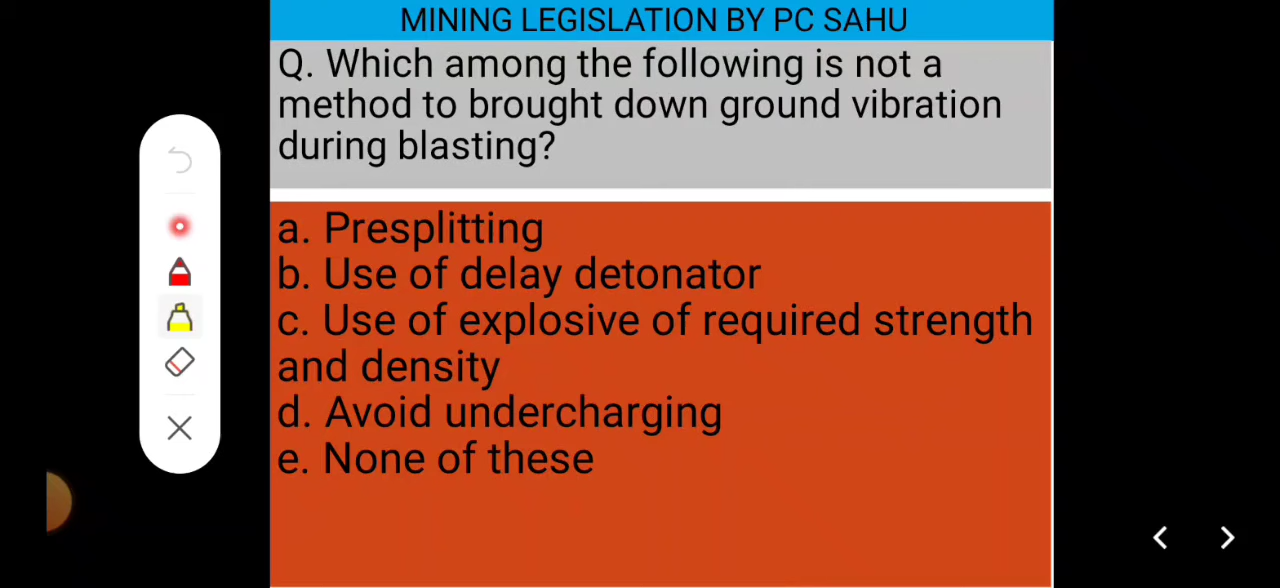 MINING LEGISLATION BY PC SAHU
Q. Which among the following is not a
method to brought down ground vibration
during blasting?
a. Presplitting
b. Use of delay detonator
c. Use of explosive of required strength
and density
d. Avoid undercharging
e. None of these